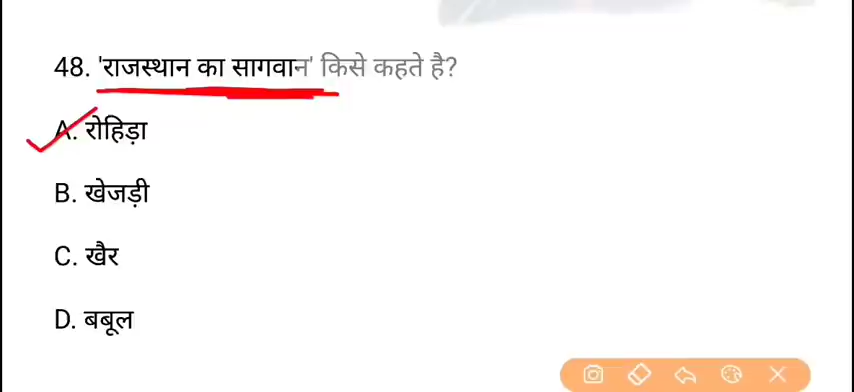 48. 'राजस्थान का सागवान' किसे कहते है?
A. रोहिड़ा
B. खेजड़ी
C. खैर
D. बबूल